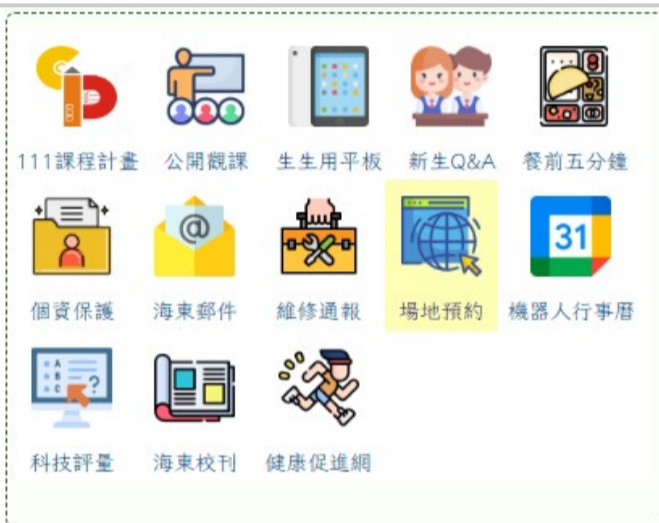 111課程計畫
公開觀課
生生用平板
新生Q&A
餐前五分鐘
個資保護
@
海東郵件
維修通報
場地預約
31
機器人行事曆
A
B
C
?
科技評量
海東校刊
健康促進網